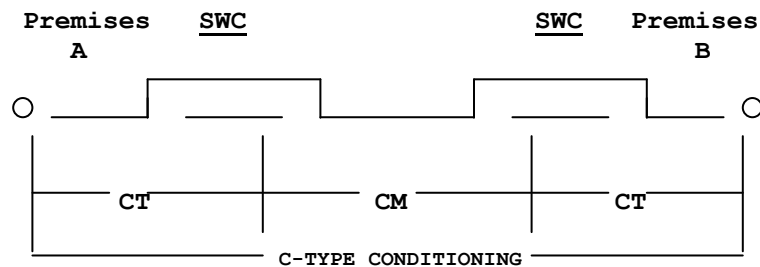 Premises SWC SWC Premises
A B
CT CM CT
C-TYPE CONDITIONING